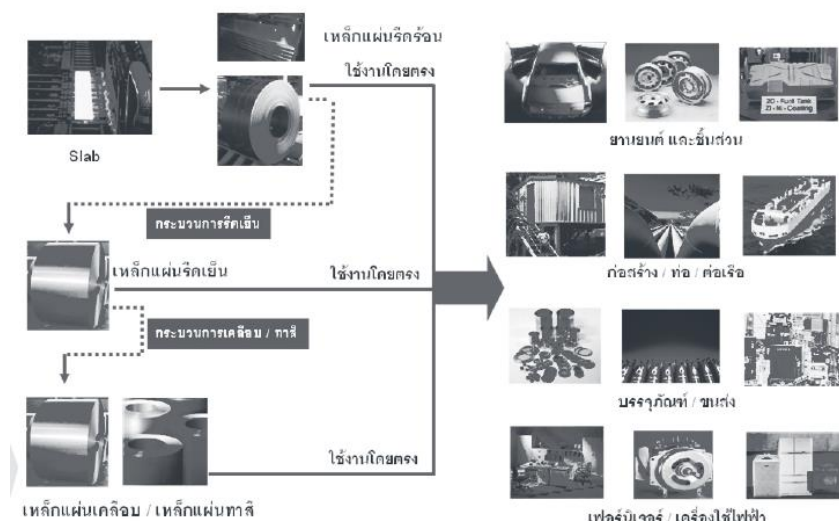 เหล็กแผ่นรีดร้อน
ใช้งานโดยตรง
Slab
กระบวนการรีดเย็น
เหล็กแผ่นรีดเย็น
ใช้งานโดยตรง
กระบวนการเคลือบ / ทาสี
ใช้งานโดยตรง
เหล็กแผ่นเคลือบ / เหล็กแผ่นทาสี
2D - Fuel Tank
Zl - Ni - Coating
ยานยนต์ และชิ้นส่วน
ก่อสร้าง / ท่อ / ต่อเรือ
บรรจุภัณฑ์ / ขนส่ง
เฟอร์นิเจอร์ / เครื่องใช้ไฟฟ้า